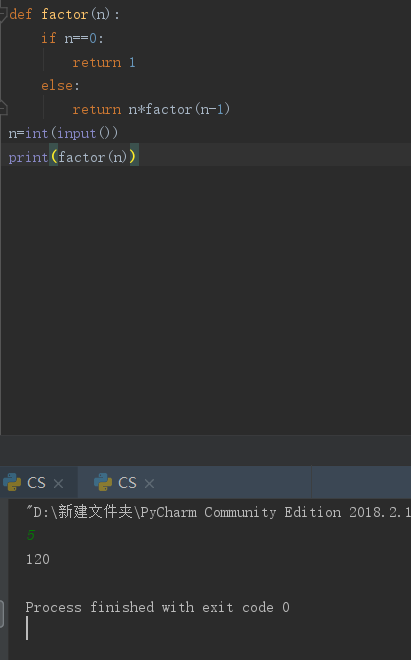 def factor(n):
    if n==0:
        return 1
    else:
        return n*factor(n-1)
n=int(input())
print(factor(n))
CS × CS ×
"D:\新建文件夹\PyCharm Community Edition 2018.2.1
5
120
Process finished with exit code 0